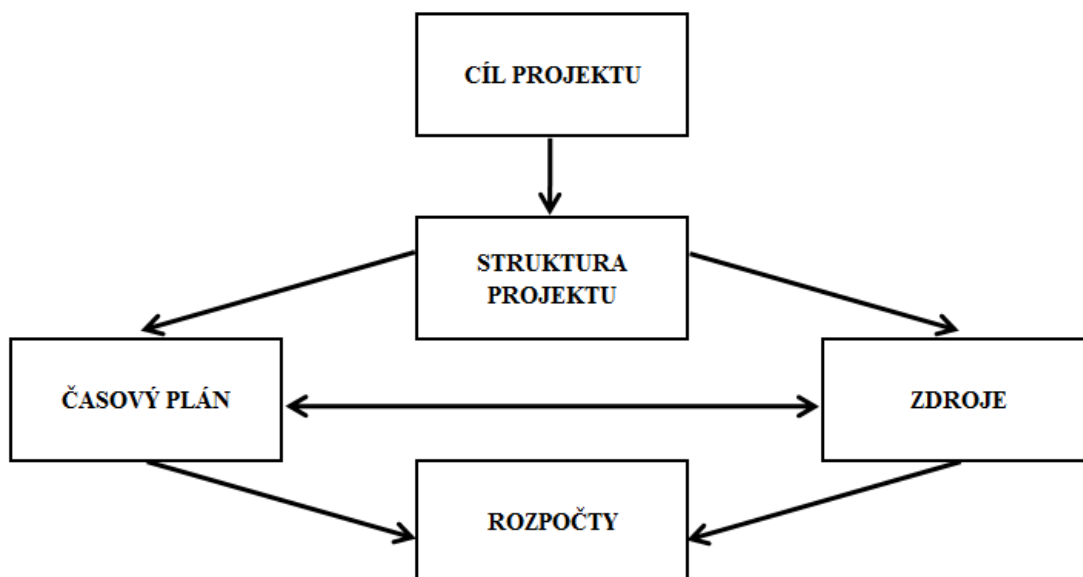 CÍL PROJEKTU
STRUKTURA
PROJEKTU
ČASOVÝ PLÁN
ZDROJE
ROZPOČTY